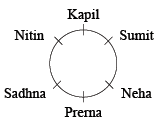 Kapil
Nitin Sumit
Sadhna Neha
Prerna